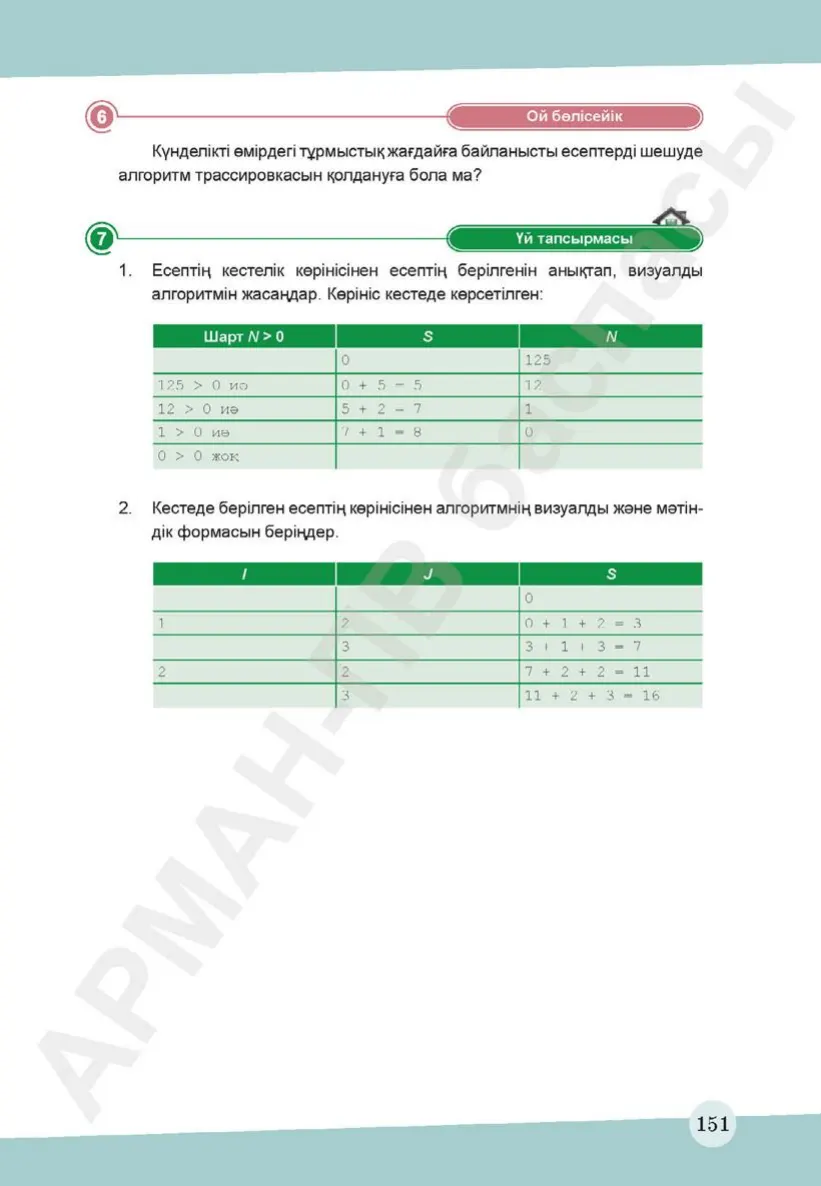 6 Ой бөлісейік
Күнделікті өмірдегі тұрмыстық жағдайға байланысты есептерді шешуде
алгоритм трассировкасын қолдануға бола ма?
7 Үй тапсырмасы
1. Есептің кестелік көрінісінен есептің берілгенін анықтап, визуалды
алгоритмін жасаңдар. Көрініс кестеде көрсетілген:
Шарт N > 0 S N
0 125
125 > 0 иә 0 + 5 = 5 12
12 > 0 иә 5 + 2 = 7 1
1 > 0 иә 7 + 1 = 8 0
0 > 0 жоқ
2. Кестеде берілген есептің көрінісінен алгоритмнің визуалды және мәтін-
дік формасын беріңдер.
I J S
0
1 2 0 + 1 + 2 = 3
3 3 + 1 + 3 = 7
2 2 7 + 2 + 2 = 11
3 11 + 2 + 3 = 16
АРМАН-ПВ баспасы
151